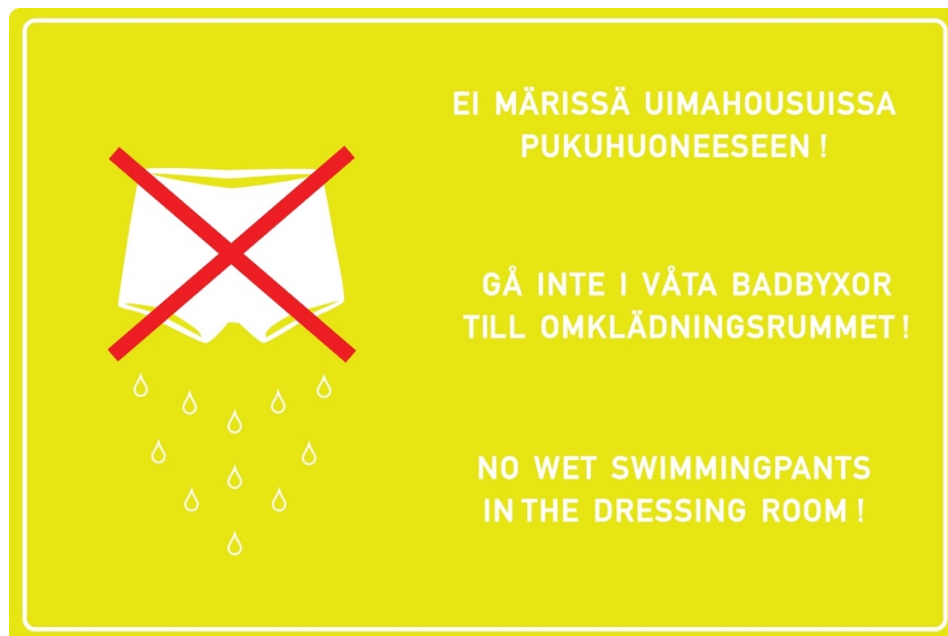 EI MÄRISSÄ UIMAHOUSUISSA
PUKUHUONEESEEN !
GÅ INTE I VÅTA BADBYXOR
TILL OMKLÄDNINGSRUMMET !
NO WET SWIMMINGPANTS
IN THE DRESSING ROOM !